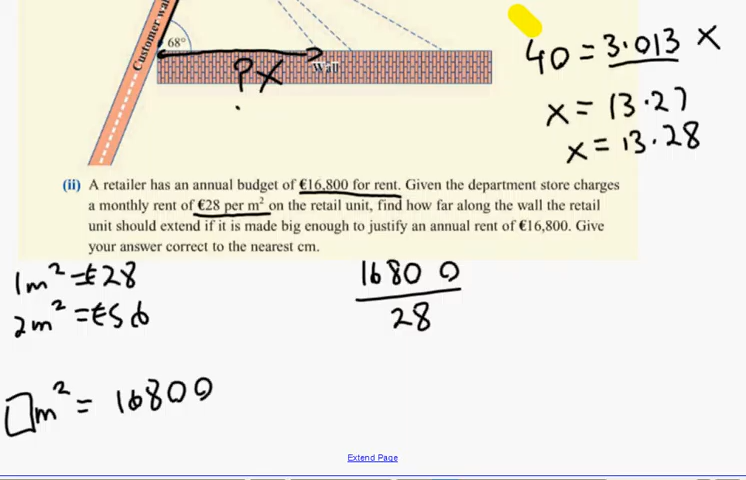 Customer wal
68°
Wall
?x
40 = 3.013 x
x = 13.27
x = 13.28
(ii) A retailer has an annual budget of €16,800 for rent. Given the department store charges
a monthly rent of €28 per m² on the retail unit, find how far along the wall the retail
unit should extend if it is made big enough to justify an annual rent of €16,800. Give
your answer correct to the nearest cm.
1m² = €28
2m² = €56
□m² = 16800
16800
28
Extend Page